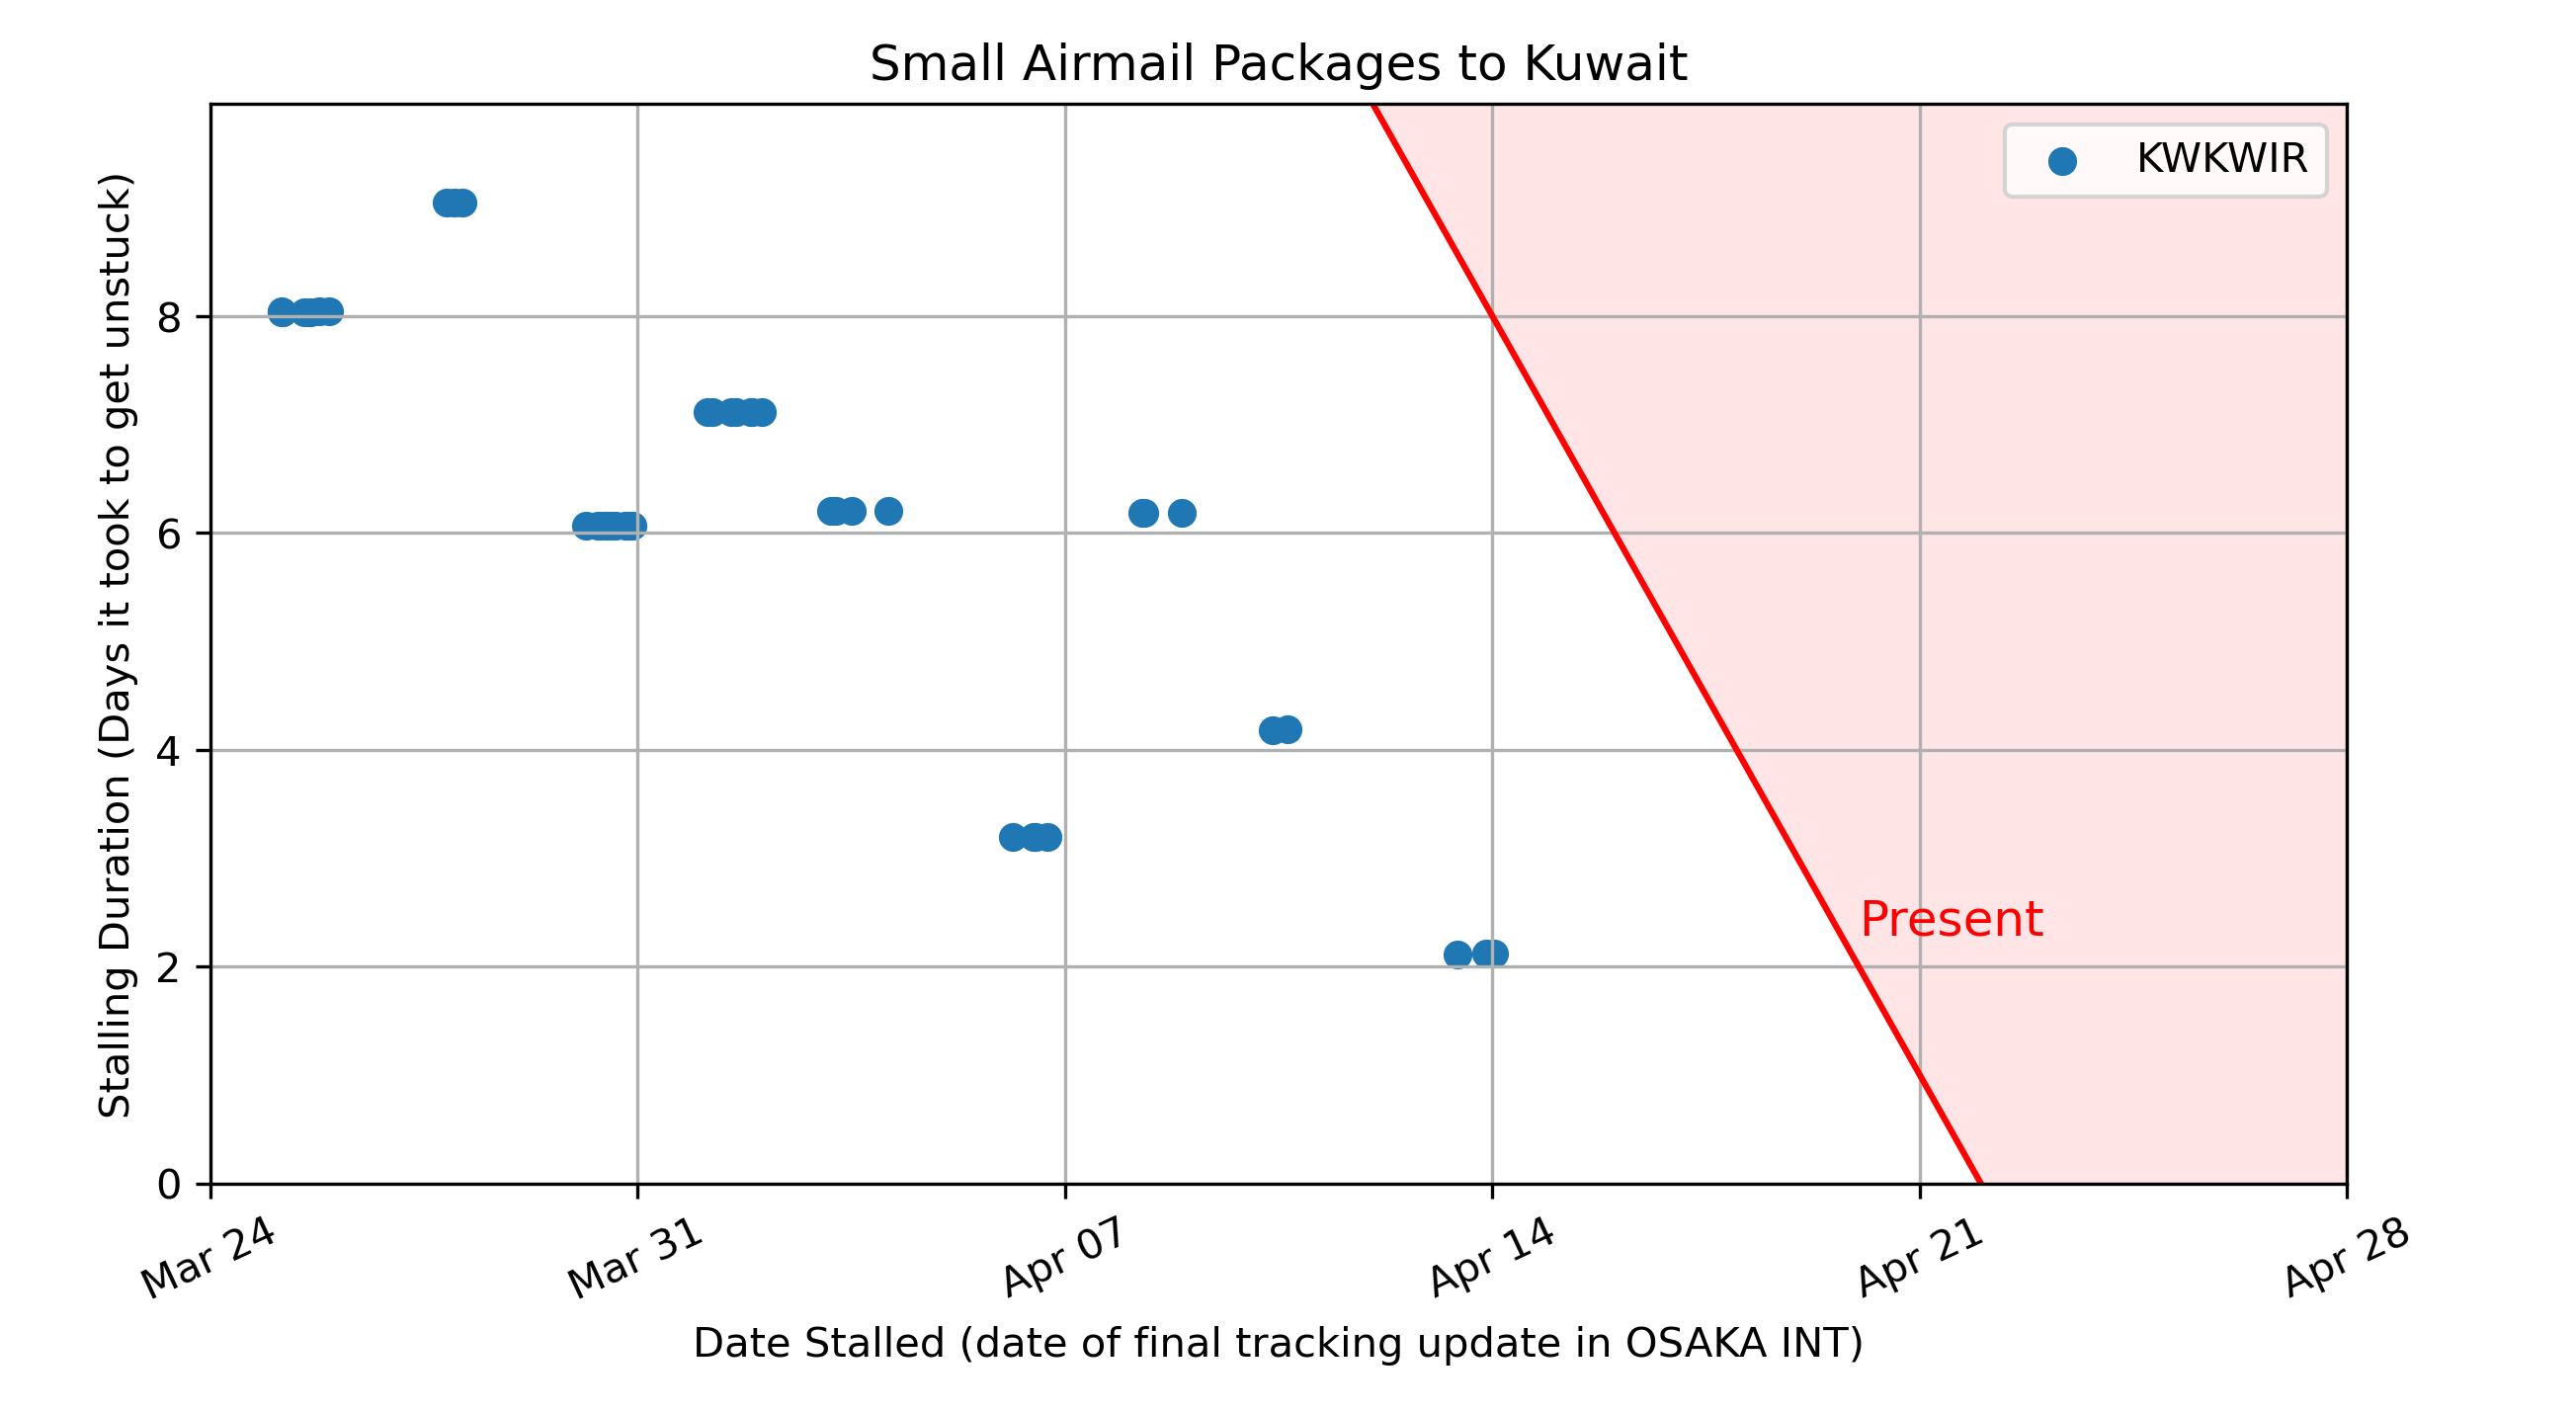 Small Airmail Packages to Kuwait
KWKWIR
Stalling Duration (Days it took to get unstuck)
8
6
4
2
0
Present
Mar 24
Mar 31
Apr 07
Apr 14
Apr 21
Apr 28
Date Stalled (date of final tracking update in OSAKA INT)